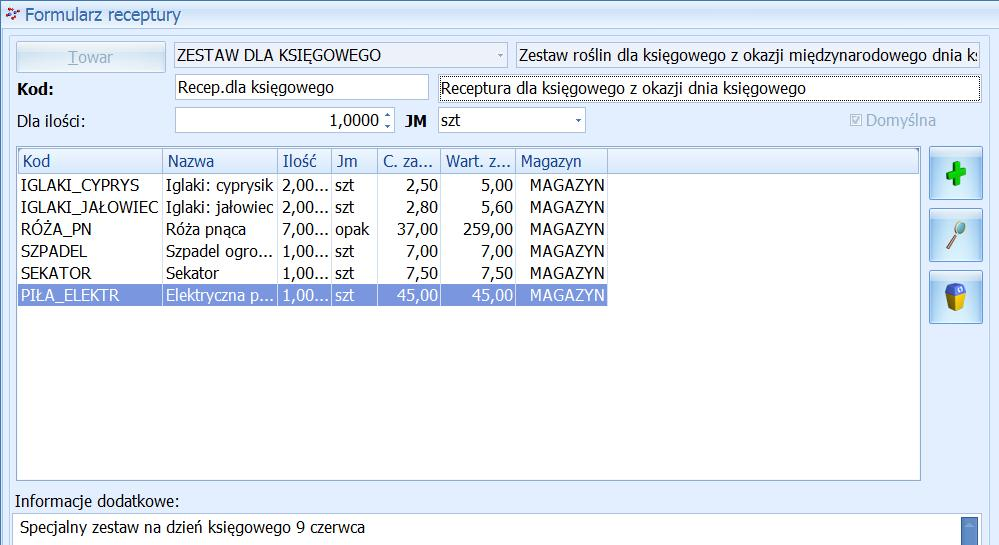 Formularz receptury
Towar ZESTAW DLA KSIĘGOWEGO Zestaw roślin dla księgowego z okazji międzynarodowego dnia
Kod: Recep.dla księgowego Receptura dla księgowego z okazji dnia księgowego
Dla ilości: 1,0000 JM szt Domyślna
Kod Nazwa Ilość Jm C. za... Wart. z... Magazyn
IGLAKI_CYPRYS Iglaki: cyprysik 2,00... szt 2,50 5,00 MAGAZYN
IGLAKI_JAŁOWIEC Iglaki: jałowiec 2,00... szt 2,80 5,60 MAGAZYN
RÓŻA_PN Róża pnąca 7,00... opak 37,00 259,00 MAGAZYN
SZPADEL Szpadel ogro... 1,00... szt 7,00 7,00 MAGAZYN
SEKATOR Sekator 1,00... szt 7,50 7,50 MAGAZYN
PIŁA_ELEKTR Elektryczna p... 1,00... szt 45,00 45,00 MAGAZYN
Informacje dodatkowe:
Specjalny zestaw na dzień księgowego 9 czerwca